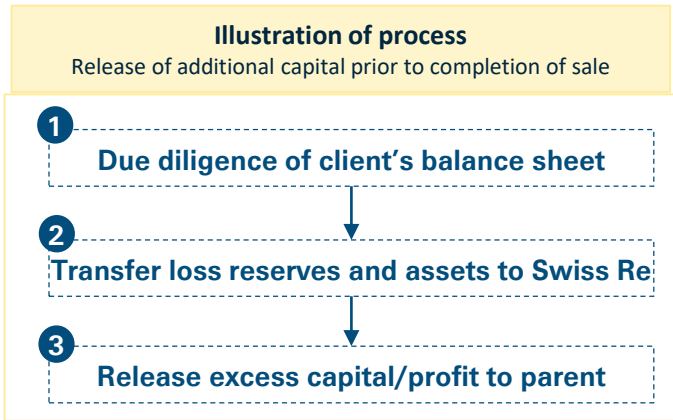 Illustration of process
Release of additional capital prior to completion of sale
1
Due diligence of client’s balance sheet
2
Transfer loss reserves and assets to Swiss Re
3
Release excess capital/profit to parent